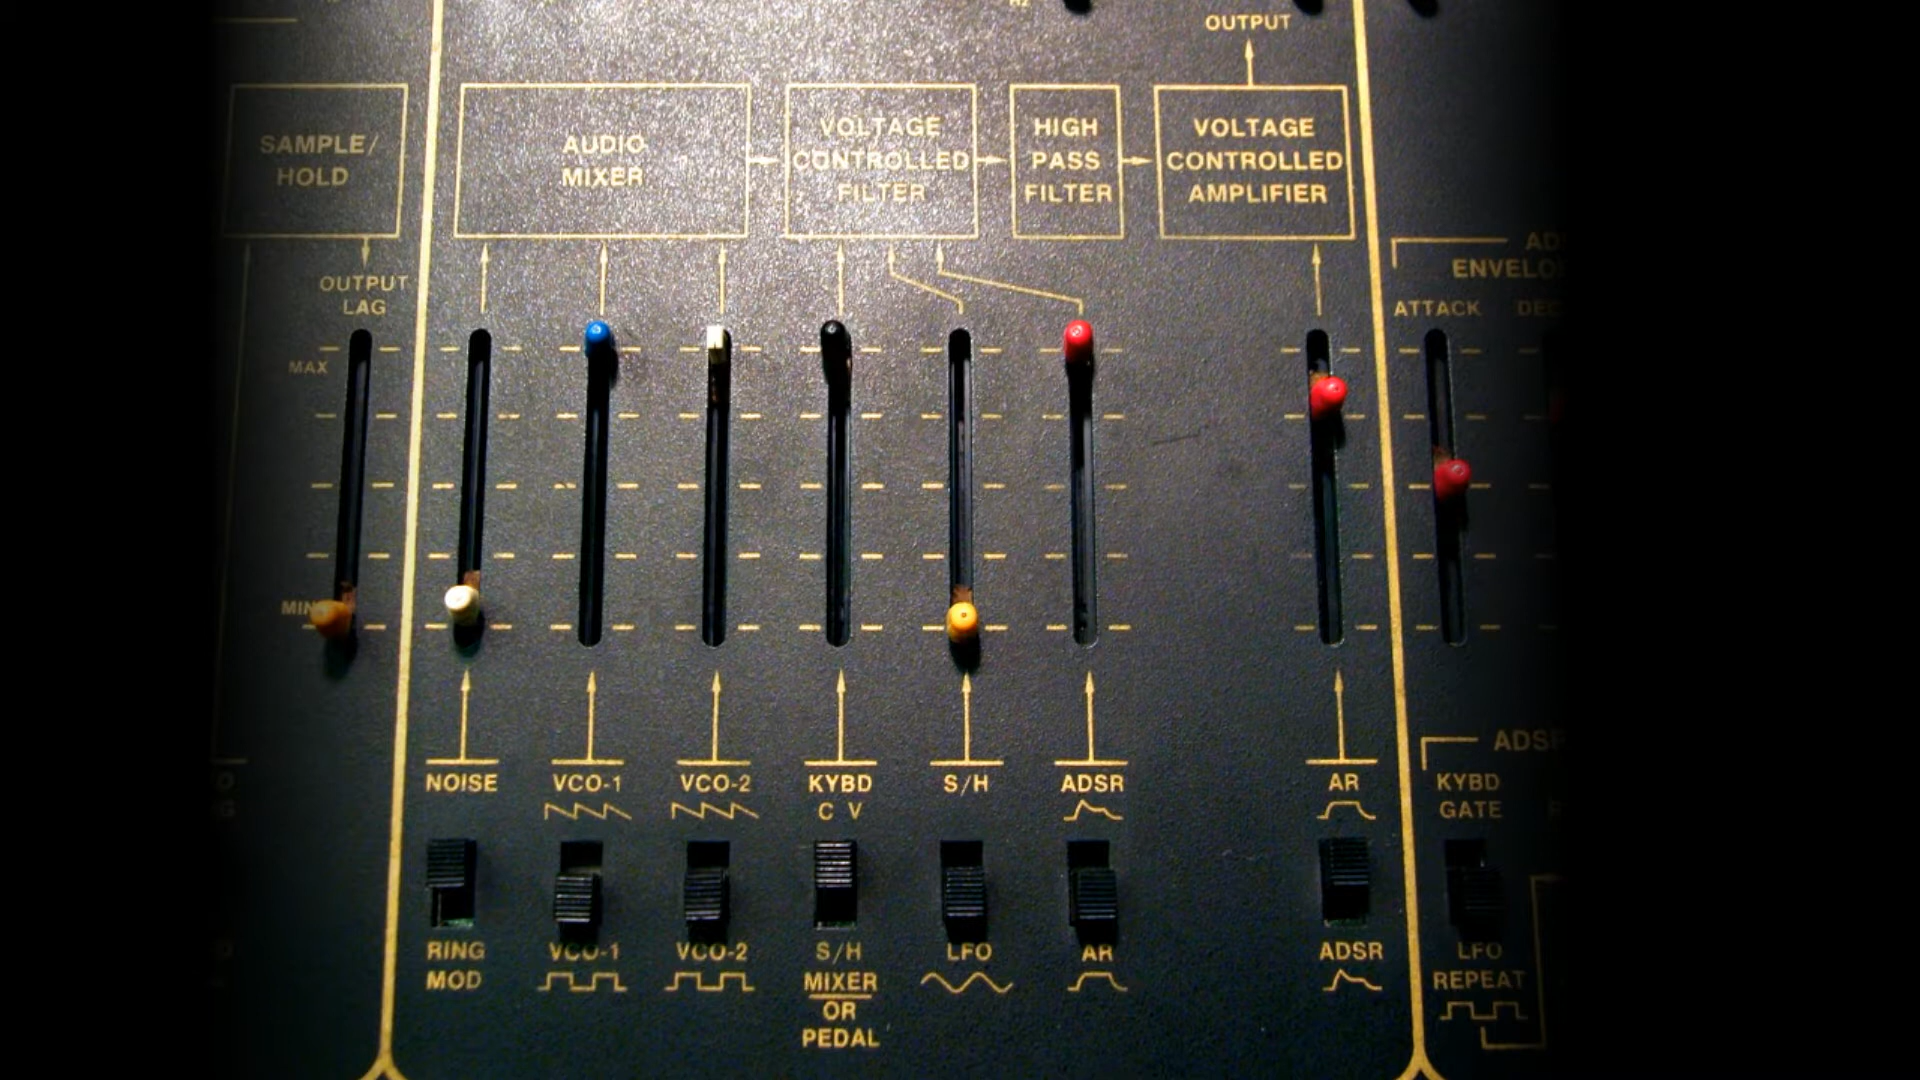 Hz
OUTPUT
SAMPLE/
HOLD
AUDIO
MIXER
VOLTAGE
CONTROLLED
FILTER
HIGH
PASS
FILTER
VOLTAGE
CONTROLLED
AMPLIFIER
OUTPUT
LAG
MAX
MIN
ATTACK
NOISE
VCO-1
VCO-2
KYBD
C V
S/H
ADSR
AR
ADSR
KYBD
GATE
RING
MOD
VCO-1
VCO-2
S/H
MIXER
OR
PEDAL
LFO
AR
ADSR
LFO
REPEAT